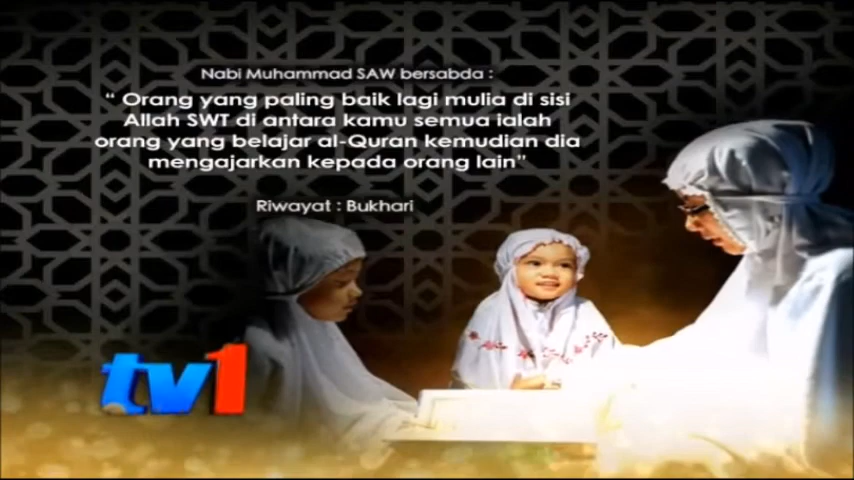 Nabi Muhammad SAW bersabda :
“ Orang yang paling baik lagi mulia di sisi
Allah SWT di antara kamu semua ialah
orang yang belajar al-Quran kemudian dia
mengajarkan kepada orang lain”
Riwayat : Bukhari
tv1